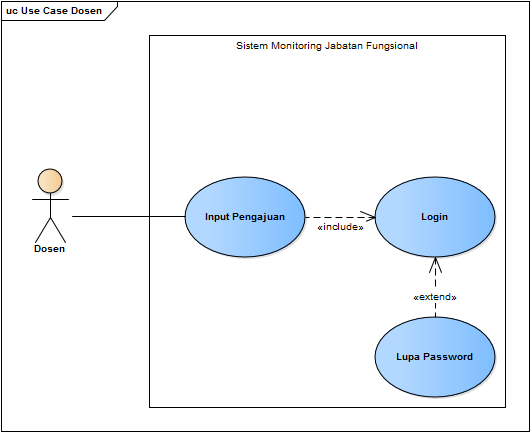 uc Use Case Dosen
Sistem Monitoring Jabatan Fungsional
Input Pengajuan
«include»
Login
Dosen
«extend»
Lupa Password